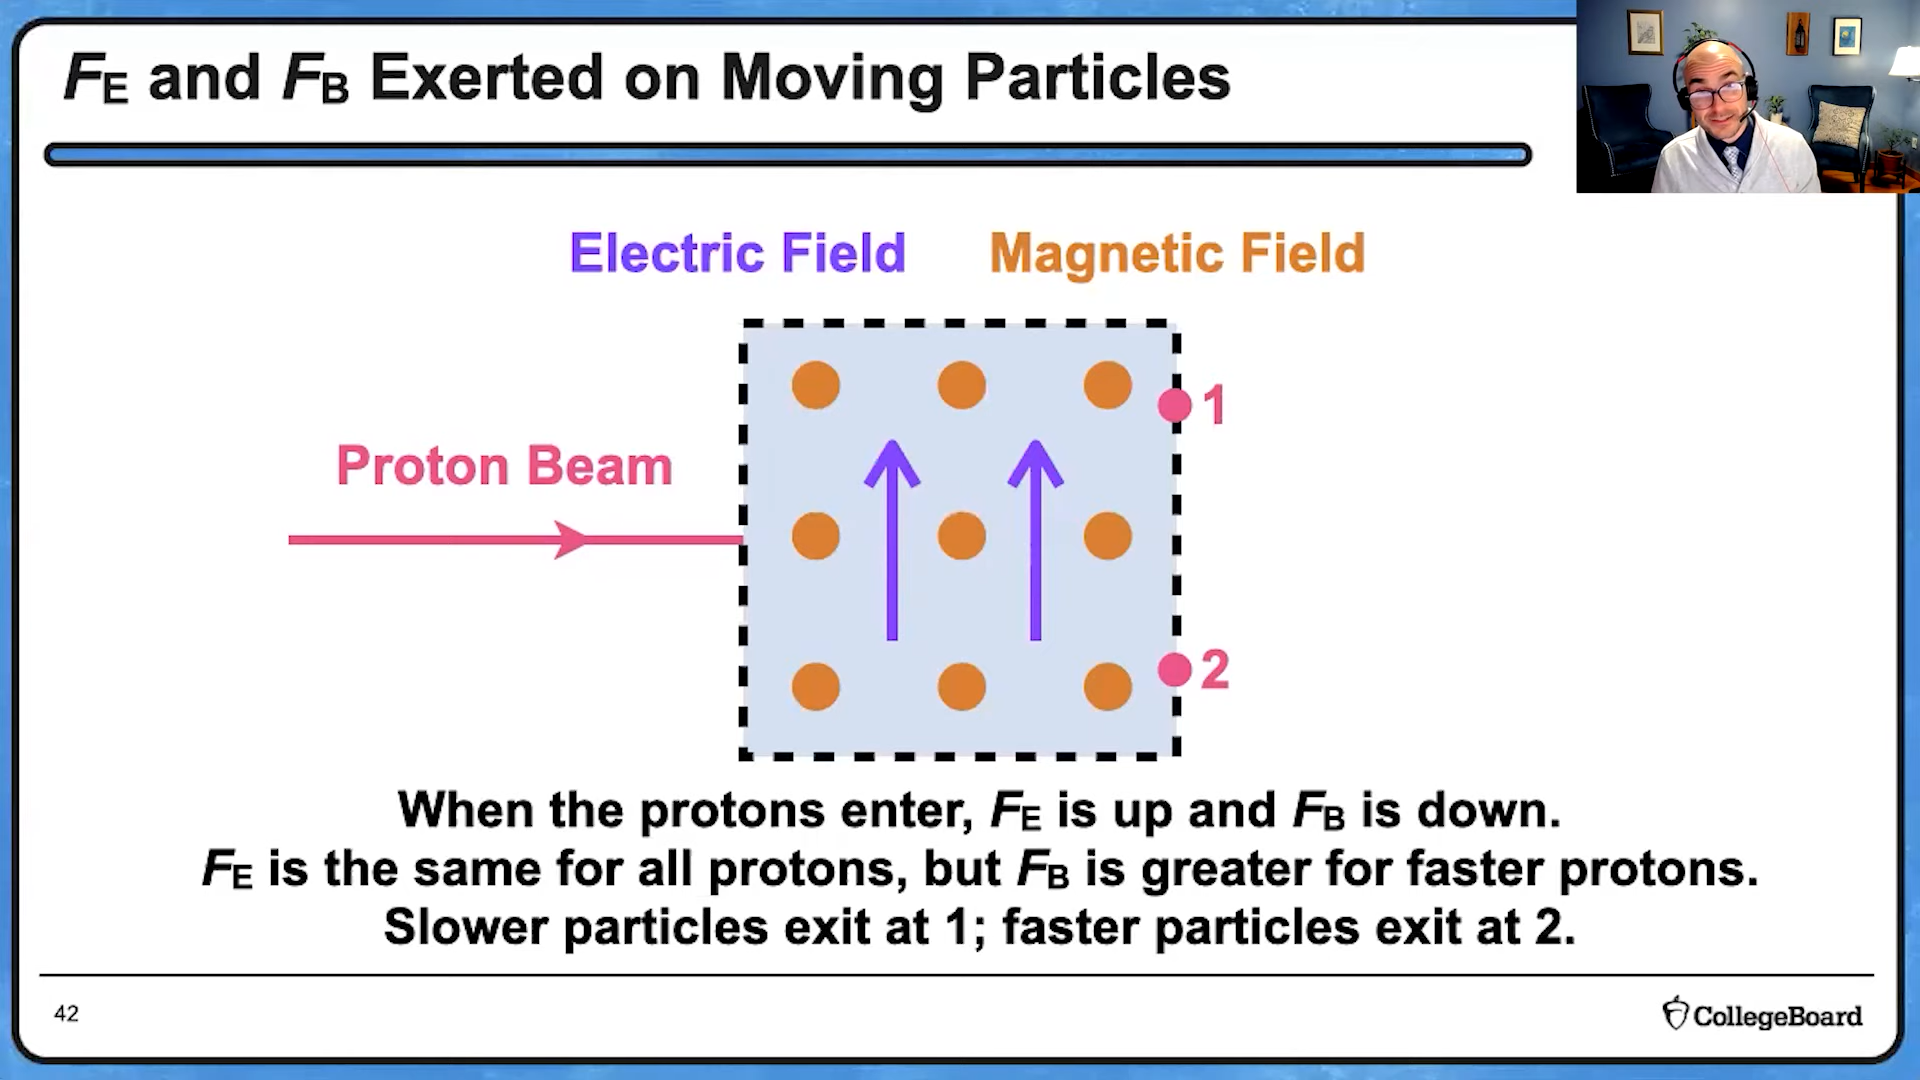 FE and FB Exerted on Moving Particles
Electric Field
Magnetic Field
Proton Beam
1
2
When the protons enter, FE is up and FB is down.
FE is the same for all protons, but FB is greater for faster protons.
Slower particles exit at 1; faster particles exit at 2.
42
CollegeBoard